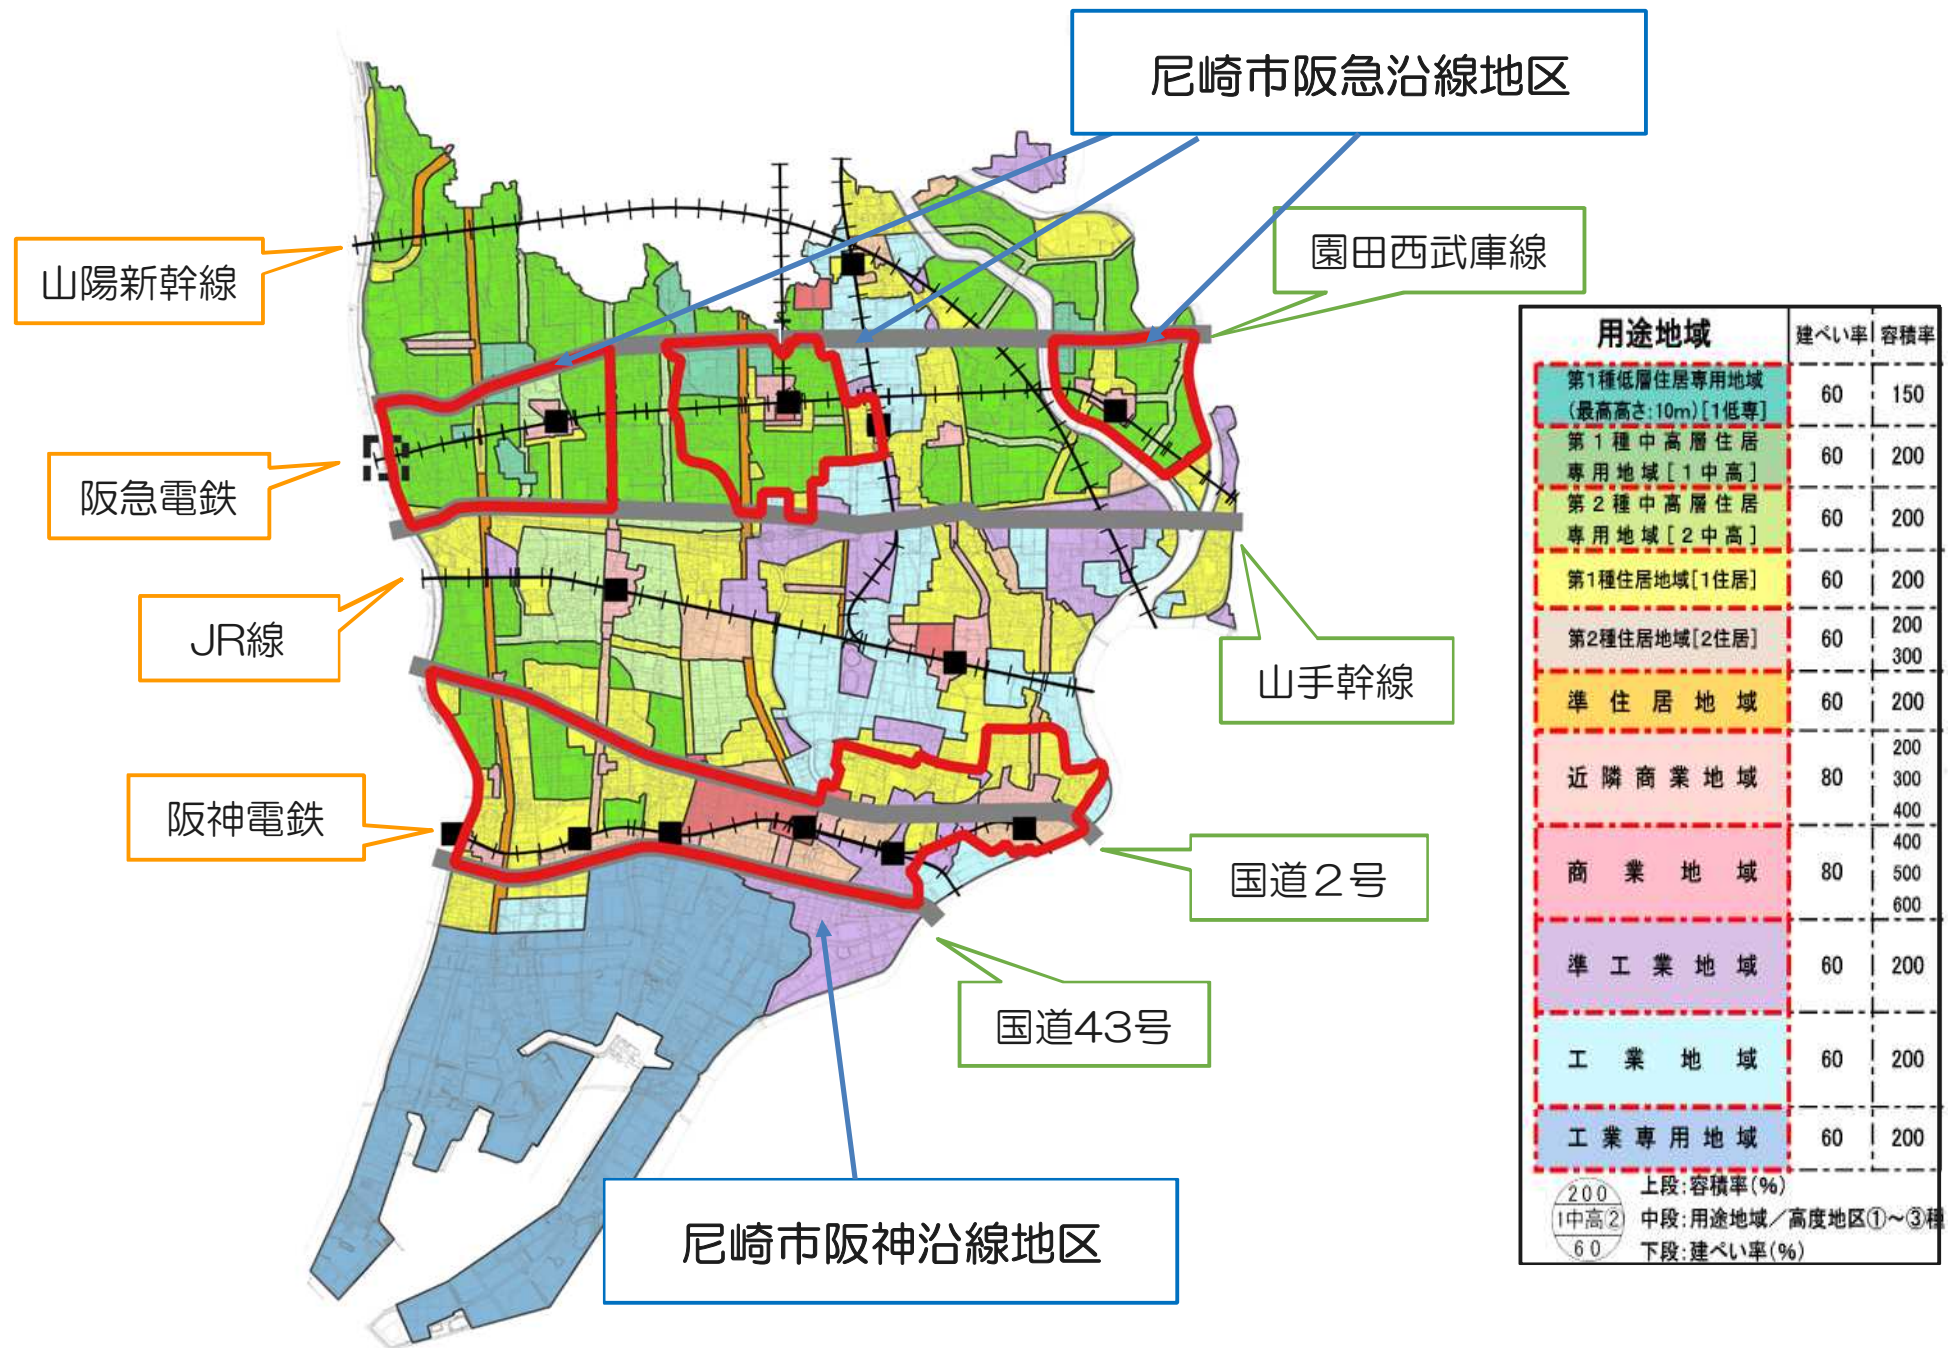 尼崎市阪急沿線地区
園田西武庫線
山陽新幹線
阪急電鉄
JR線
山手幹線
阪神電鉄
国道2号
国道43号
尼崎市阪神沿線地区
用途地域 建ぺい率 容積率
第1種低層住居専用地域
(最高高さ:10m)[1低専] 60 150
第1種中高層住居
専用地域[1中高] 60 200
第2種中高層住居
専用地域[2中高] 60 200
第1種住居地域[1住居] 60 200
第2種住居地域[2住居] 60 200
300
準住居地域 60 200
近隣商業地域 80 200
300
400
商業地域 80 400
500
600
準工業地域 60 200
工業地域 60 200
工業専用地域 60 200
200 上段:容積率(%)
1中高② 中段:用途地域/高度地区①~③種
60 下段:建ぺい率(%)